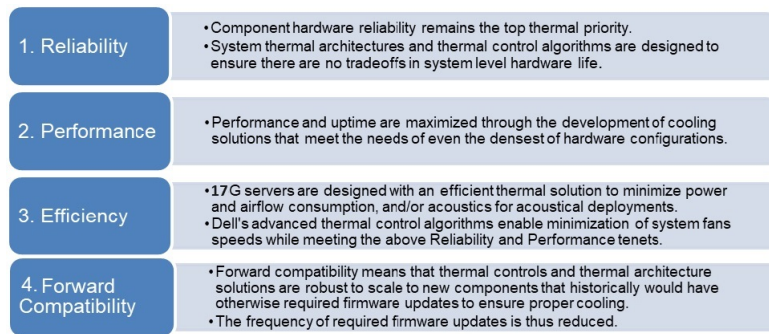 1. Reliability
•Component hardware reliability remains the top thermal priority.
•System thermal architectures and thermal control algorithms are designed to
ensure there are no tradeoffs in system level hardware life.
2. Performance
•Performance and uptime are maximized through the development of cooling
solutions that meet the needs of even the densest of hardware configurations.
3. Efficiency
•17G servers are designed with an efficient thermal solution to minimize power
and airflow consumption, and/or acoustics for acoustical deployments.
•Dell's advanced thermal control algorithms enable minimization of system fans
speeds while meeting the above Reliability and Performance tenets.
4. Forward
Compatibility
•Forward compatibility means that thermal controls and thermal architecture
solutions are robust to scale to new components that historically would have
otherwise required firmware updates to ensure proper cooling.
•The frequency of required firmware updates is thus reduced.